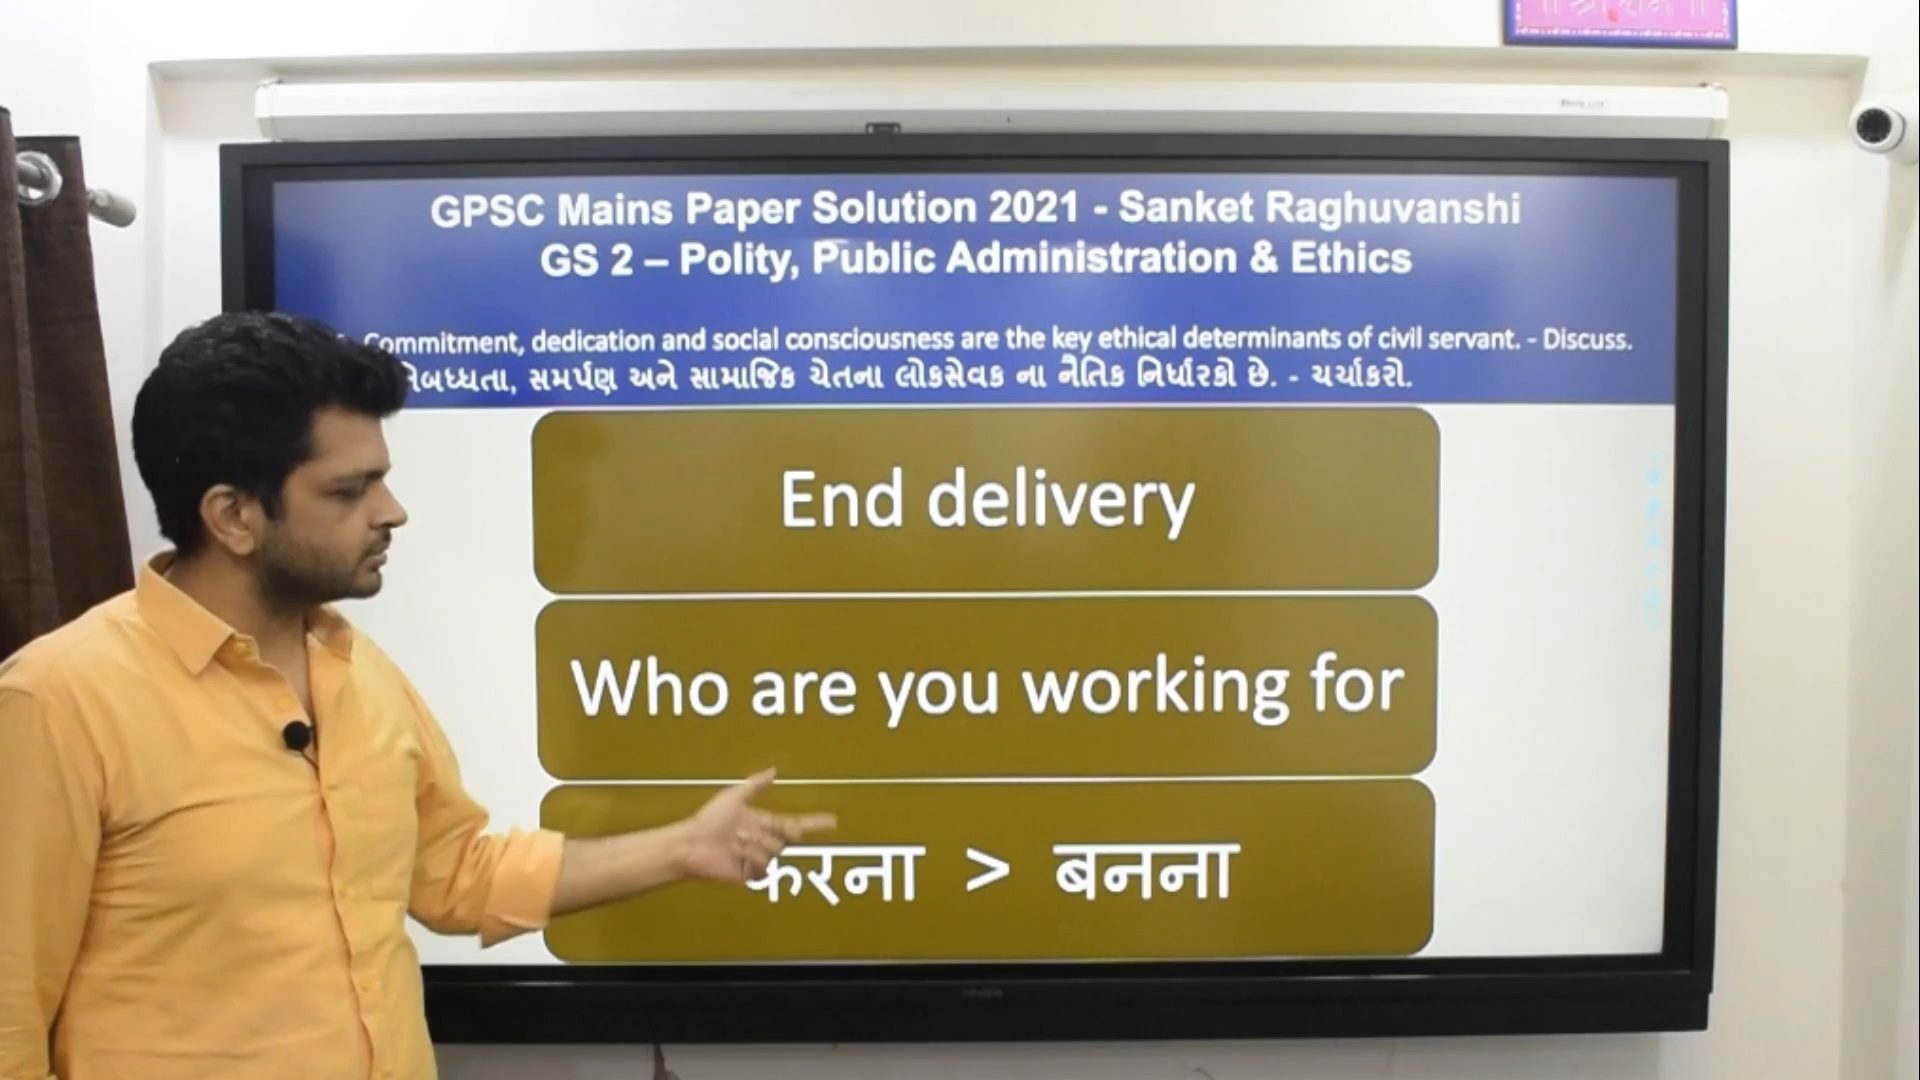 ॥ श्री राम ॥
GPSC Mains Paper Solution 2021 - Sanket Raghuvanshi
GS 2 – Polity, Public Administration & Ethics
Commitment, dedication and social consciousness are the key ethical determinants of civil servant. - Discuss.
સમર્પણ અને સામાજિક ચેતના લોકસેવક ના નૈતિક નિર્ધારકો છે. - ચર્ચાકરો.
End delivery
Who are you working for
करना > बनना